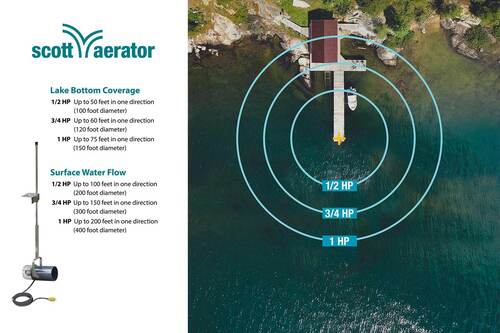 scott aerator
Lake Bottom Coverage
1/2 HP Up to 50 feet in one direction
(100 foot diameter)
3/4 HP Up to 60 feet in one direction
(120 foot diameter)
1 HP Up to 75 feet in one direction
(150 foot diameter)
Surface Water Flow
1/2 HP Up to 100 feet in one direction
(200 foot diameter)
3/4 HP Up to 150 feet in one direction
(300 foot diameter)
1 HP Up to 200 feet in one direction
(400 foot diameter)
1/2 HP
3/4 HP
1 HP